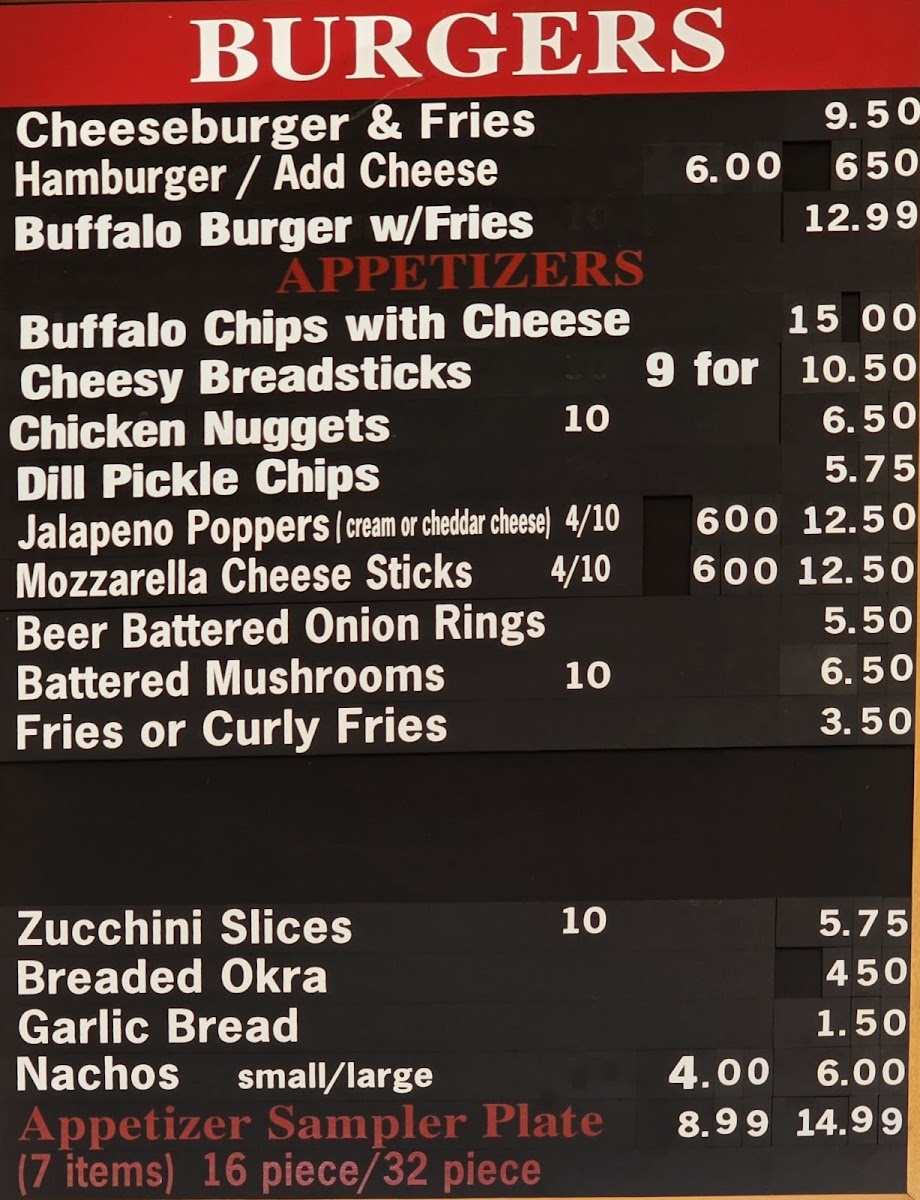 BURGERS
Cheeseburger & Fries 9.50
Hamburger / Add Cheese 6.00 650
Buffalo Burger w/Fries 12.99
APPETIZERS
Buffalo Chips with Cheese 15 00
Cheesy Breadsticks 9 for 10.50
Chicken Nuggets 10 6.50
Dill Pickle Chips 5.75
Jalapeno Poppers (cream or cheddar cheese) 4/10 600 12.50
Mozzarella Cheese Sticks 4/10 600 12.50
Beer Battered Onion Rings 5.50
Battered Mushrooms 10 6.50
Fries or Curly Fries 3.50
Zucchini Slices 10 5.75
Breaded Okra 450
Garlic Bread 1.50
Nachos small/large 4.00 6.00
Appetizer Sampler Plate 8.99 14.99
(7 items) 16 piece/32 piece